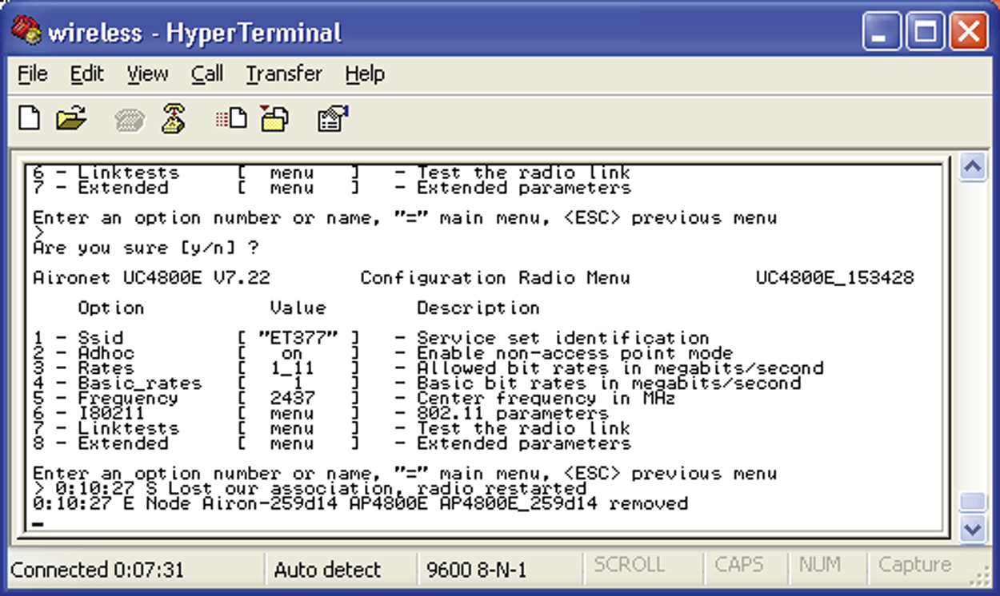 wireless - HyperTerminal
File Edit View Call Transfer Help
6 - Linktests [ menu ] - Test the radio link
7 - Extended [ menu ] - Extended parameters
Enter an option number or name, "=" main menu, <ESC> previous menu
>
Are you sure [y/n] ?
Aironet UC4800E V7.22 Configuration Radio Menu UC4800E_153428
Option Value Description
1 - Ssid [ "ET377" ] - Service set identification
2 - Adhoc [ on ] - Enable non-access point mode
3 - Rates [ 1_11 ] - Allowed bit rates in megabits/second
4 - Basic_rates [ 1 ] - Basic bit rates in megabits/second
5 - Frequency [ 2437 ] - Center frequency in MHz
6 - I80211 [ menu ] - 802.11 parameters
7 - Linktests [ menu ] - Test the radio link
8 - Extended [ menu ] - Extended parameters
Enter an option number or name, "=" main menu, <ESC> previous menu
> 0:10:27 S Lost our association, radio restarted
0:10:27 E Node Airon-259d14 AP4800E AP4800E_259d14 removed
Connected 0:07:31 Auto detect 9600 8-N-1 SCROLL CAPS NUM Capture